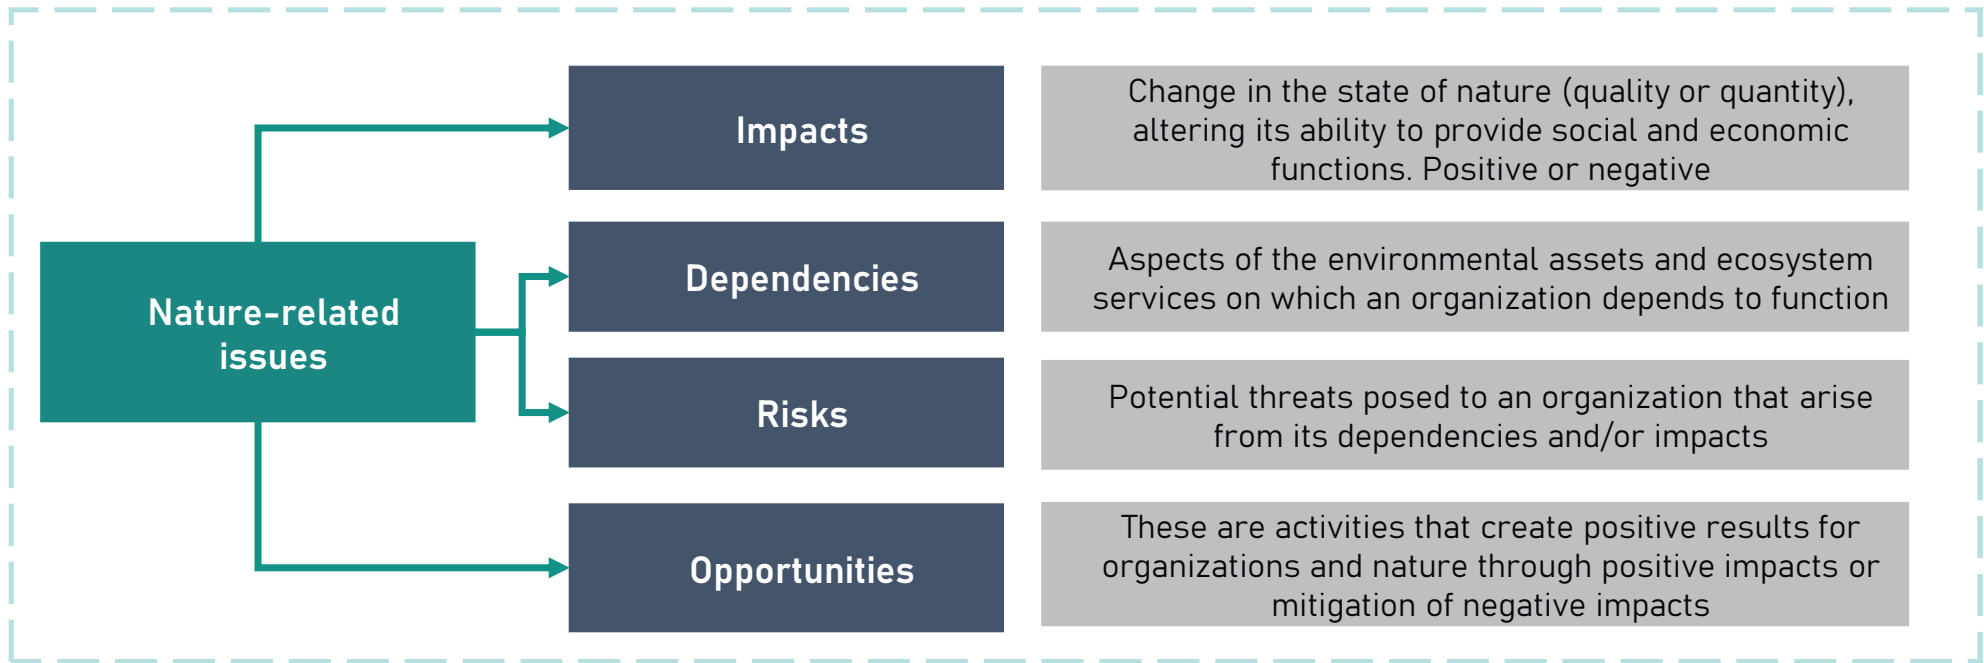 Nature-related
issues
Impacts
Change in the state of nature (quality or quantity),
altering its ability to provide social and economic
functions. Positive or negative
Dependencies
Aspects of the environmental assets and ecosystem
services on which an organization depends to function
Risks
Potential threats posed to an organization that arise
from its dependencies and/or impacts
Opportunities
These are activities that create positive results for
organizations and nature through positive impacts or
mitigation of negative impacts